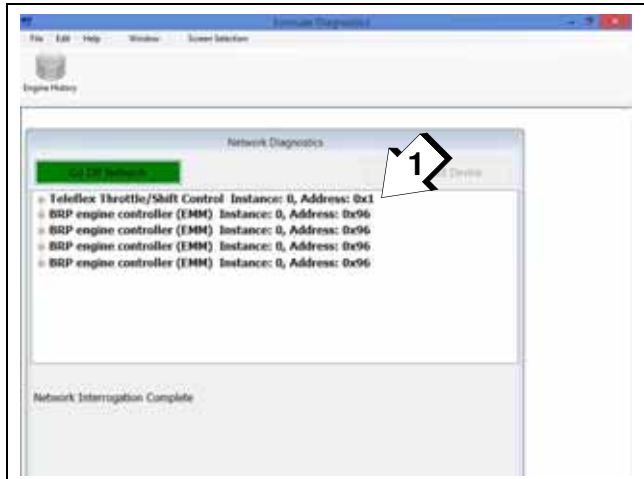 Evinrude Diagnostics
File Edit Help Window Screen Selection
Engine History
Network Diagnostics
1
Go Off Network
Device
Teleflex Throttle/Shift Control Instance: 0, Address: 0x1
BRP engine controller (EMM) Instance: 0, Address: 0x96
BRP engine controller (EMM) Instance: 0, Address: 0x96
BRP engine controller (EMM) Instance: 0, Address: 0x96
BRP engine controller (EMM) Instance: 0, Address: 0x96
Network Interrogation Complete